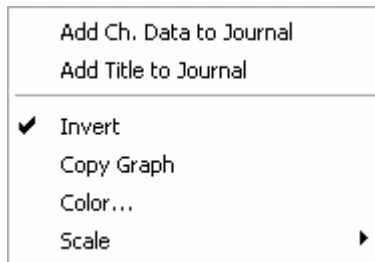 Add Ch. Data to Journal
Add Title to Journal
Invert
Copy Graph
Color...
Scale